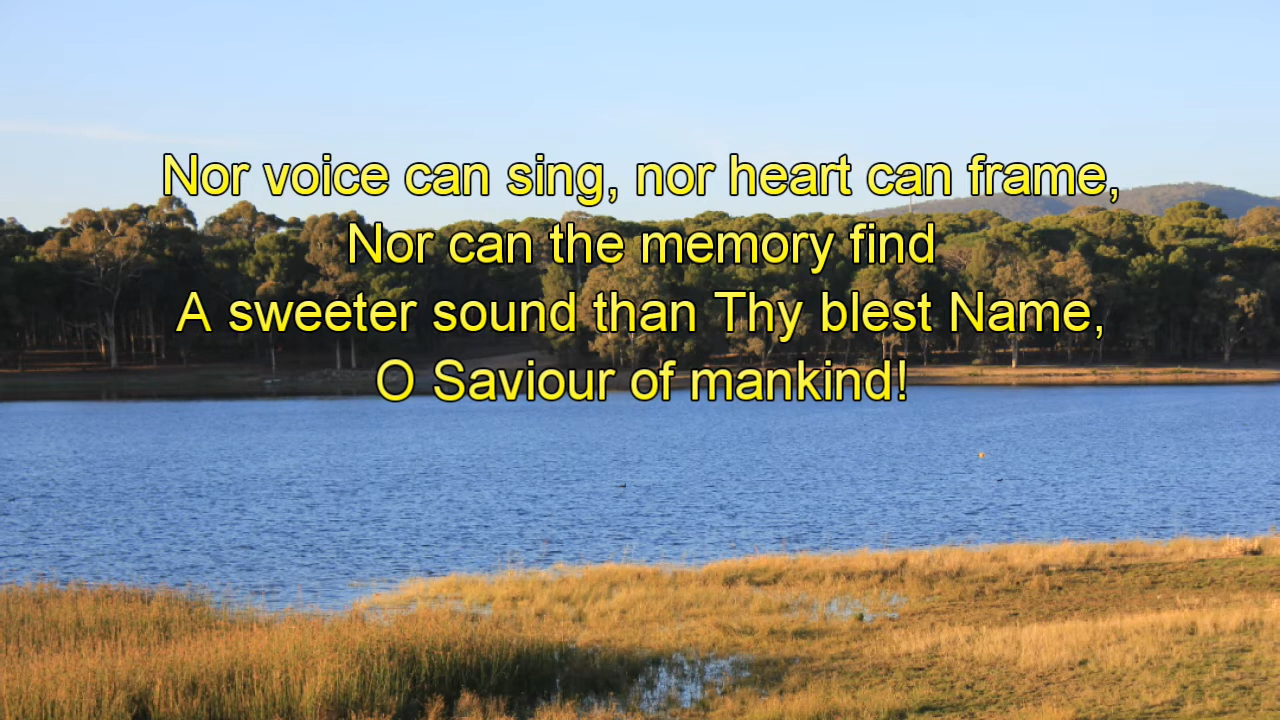 Nor voice can sing, nor heart can frame,
Nor can the memory find
A sweeter sound than Thy blest Name,
O Saviour of mankind!